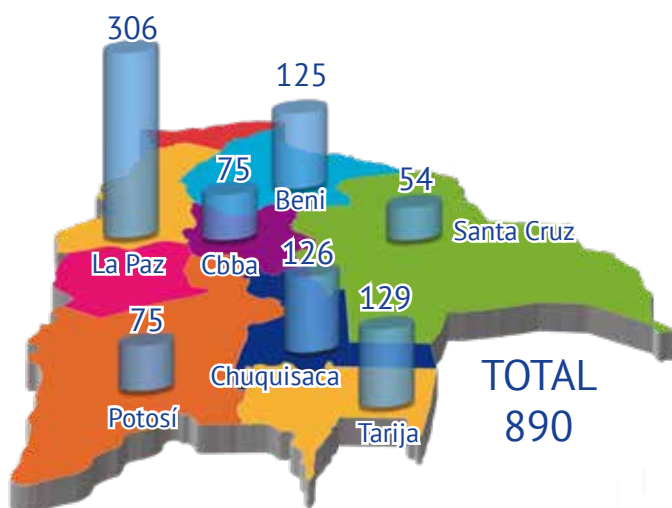 306
125
75
Beni
54
Santa Cruz
La Paz
Cbba
126
129
75
Chuquisaca
Potosí
Tarija
TOTAL
890